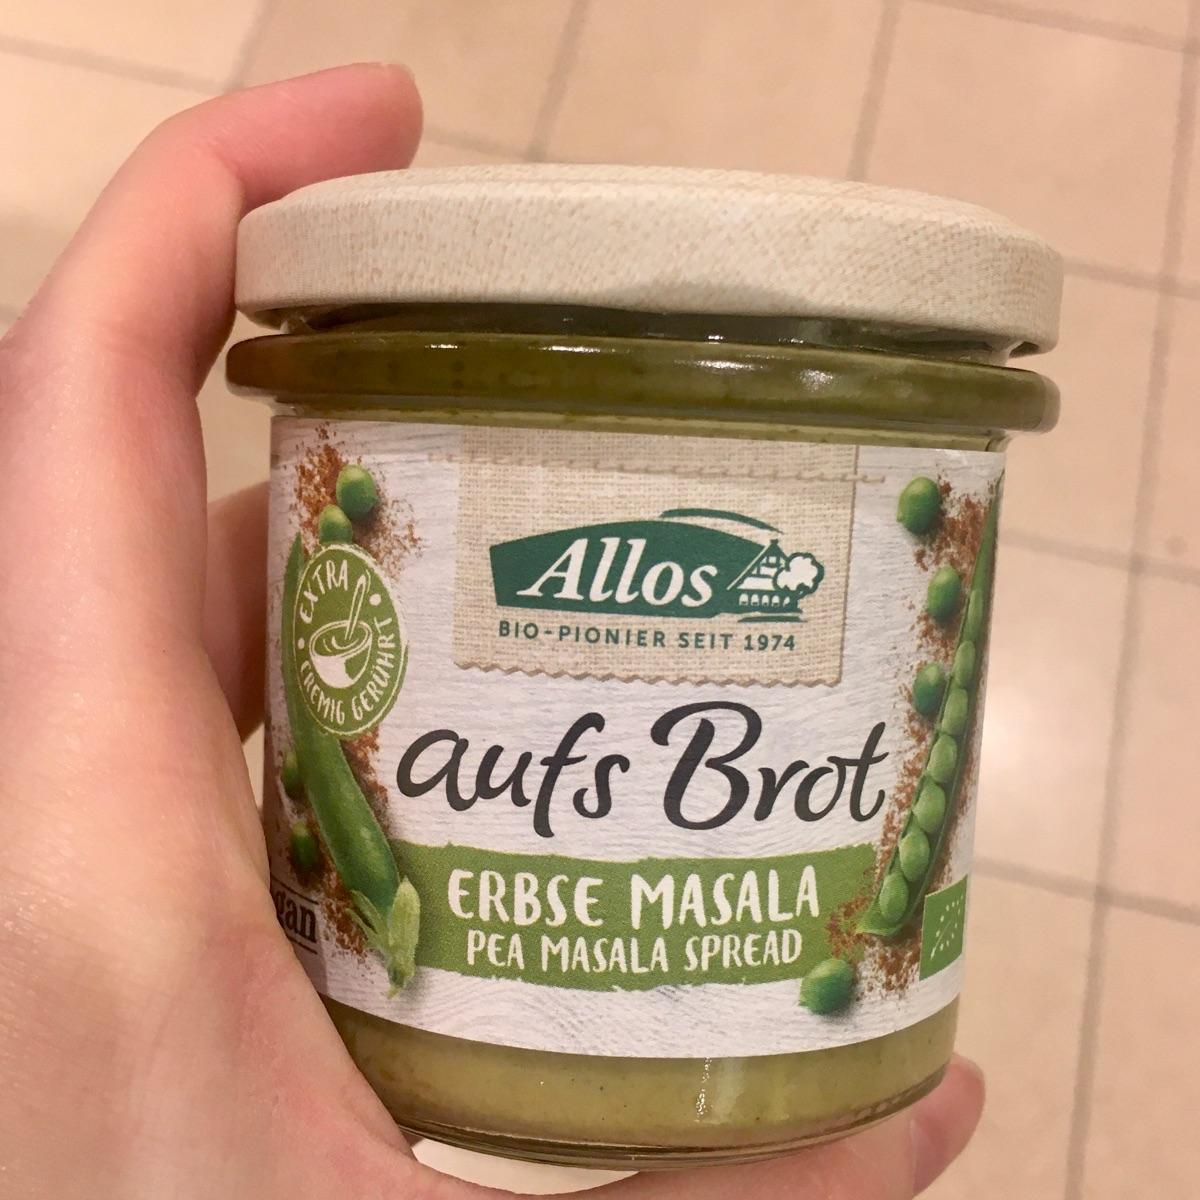 Allos
BIO-PIONIER SEIT 1974
EXTRA
CREMIG GERÜHRT
aufs Brot
ERBSE MASALA
PEA MASALA SPREAD